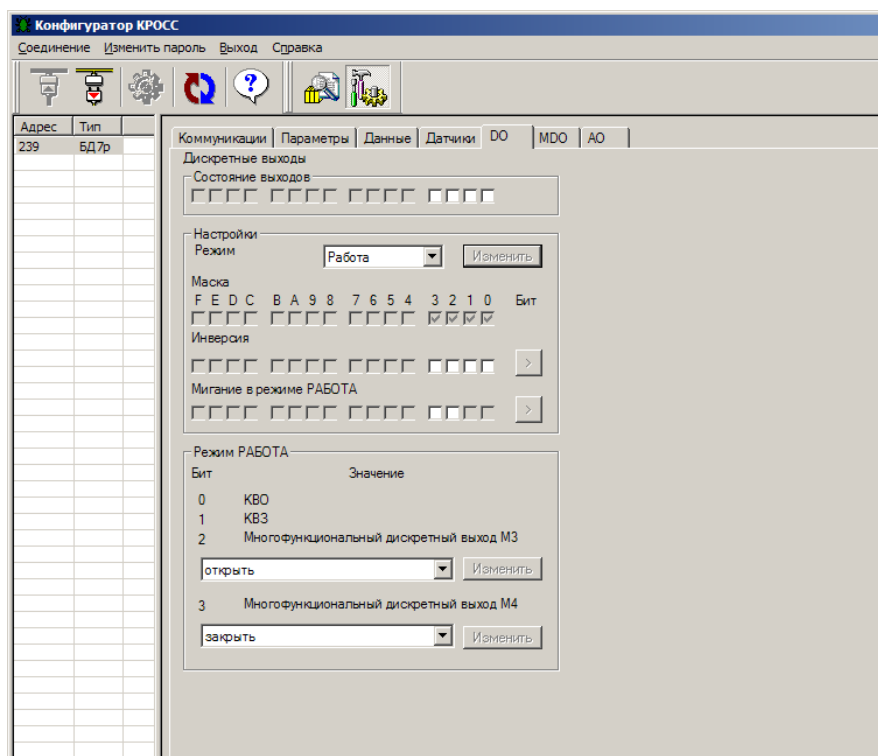 Конфигуратор КРОСС
Соединение Изменить пароль Выход Справка
Адрес Тип
239 БД7р
Коммуникации Параметры Данные Датчики DO MDO AO
Дискретные выходы
Состояние выходов
Настройки
Режим Работа Изменить
Маска
F E D C B A 9 8 7 6 5 4 3 2 1 0 Бит
Инверсия
>
Мигание в режиме РАБОТА
>
Режим РАБОТА
Бит Значение
0 КВО
1 КВЗ
2 Многофункциональный дискретный выход М3
открыть Изменить
3 Многофункциональный дискретный выход М4
закрыть Изменить